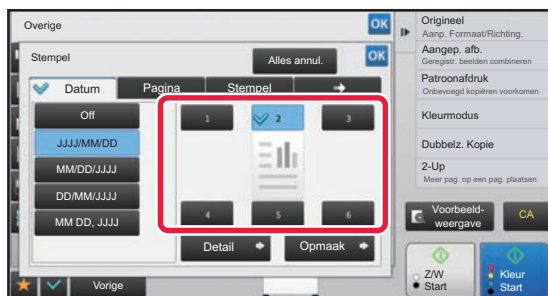 Overige
OK
Stempel
Alles annul.
OK
Datum
Pagina
Stempel
Off
JJJJ/MM/DD
MM/DD/JJJJ
DD/MM/JJJJ
MM DD, JJJJ
1
2
3
4
5
6
Detail
Opmaak
Vorige
Origineel
Aanp. Formaat/Richting.
Aangep. afb.
Geregistr. beelden combineren
Patroonafdruk
Onbevoegd kopiëren voorkomen
Kleurmodus
Dubbelz. Kopie
2-Up
Meer pag. op een pag. plaatsen
Voorbeeld-
weergave
CA
Z/W
Start
Kleur
Start